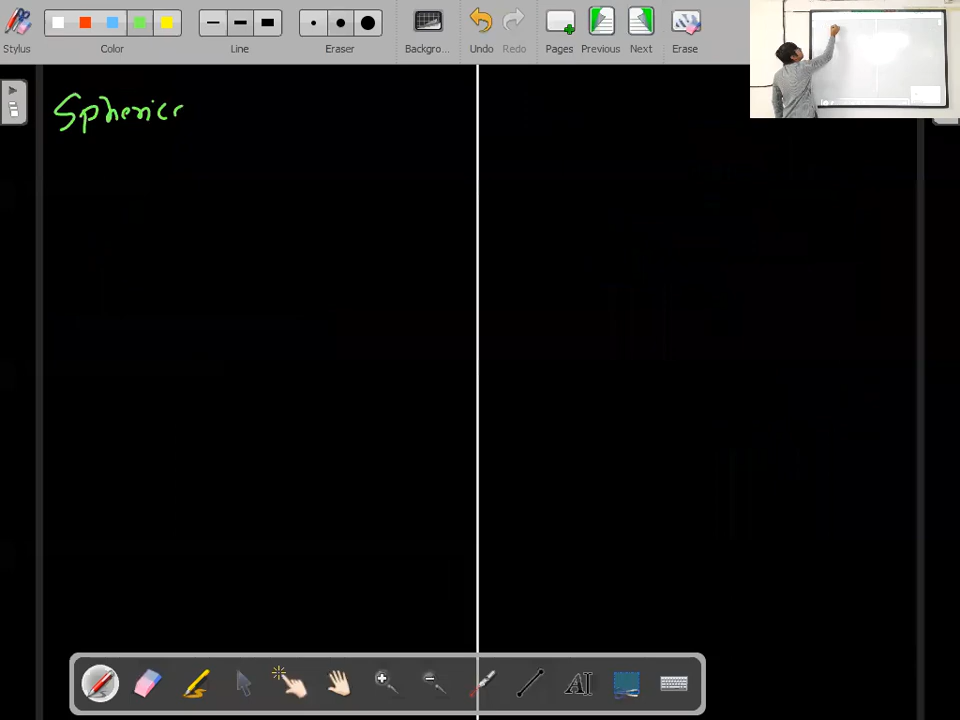 Stylus
Color
Line
Eraser
Backgro...
Undo
Redo
Pages
Previous
Next
Erase
Spheric